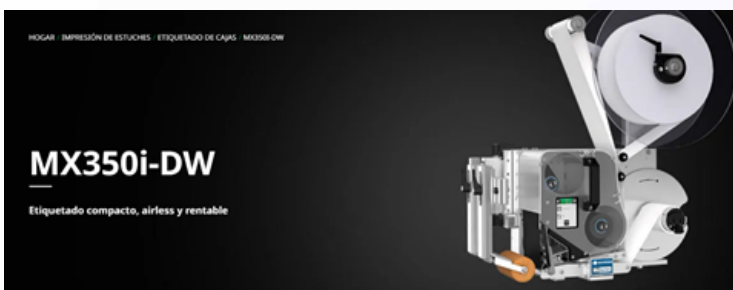 HOGAR / IMPRESIÓN DE ESTUCHES / ETIQUETADO DE CAJAS / MX350I-DW
MX350i-DW
Etiquetado compacto, airless y rentable